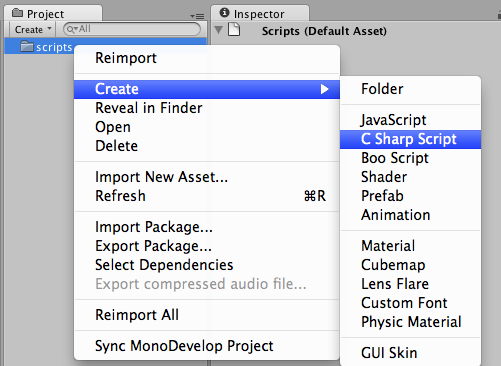 Project
Inspector
Create
All
Scripts (Default Asset)
scripts
Reimport
Create
Reveal in Finder
Open
Delete
Import New Asset...
Refresh ⌘R
Import Package...
Export Package...
Select Dependencies
Export compressed audio file...
Reimport All
Sync MonoDevelop Project
Folder
JavaScript
C Sharp Script
Boo Script
Shader
Prefab
Animation
Material
Cubemap
Lens Flare
Custom Font
Physic Material
GUI Skin